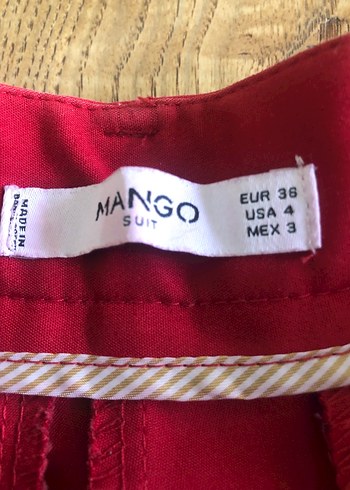 MANGO
SUIT
EUR 36
USA 4
MEX 3
MADE IN